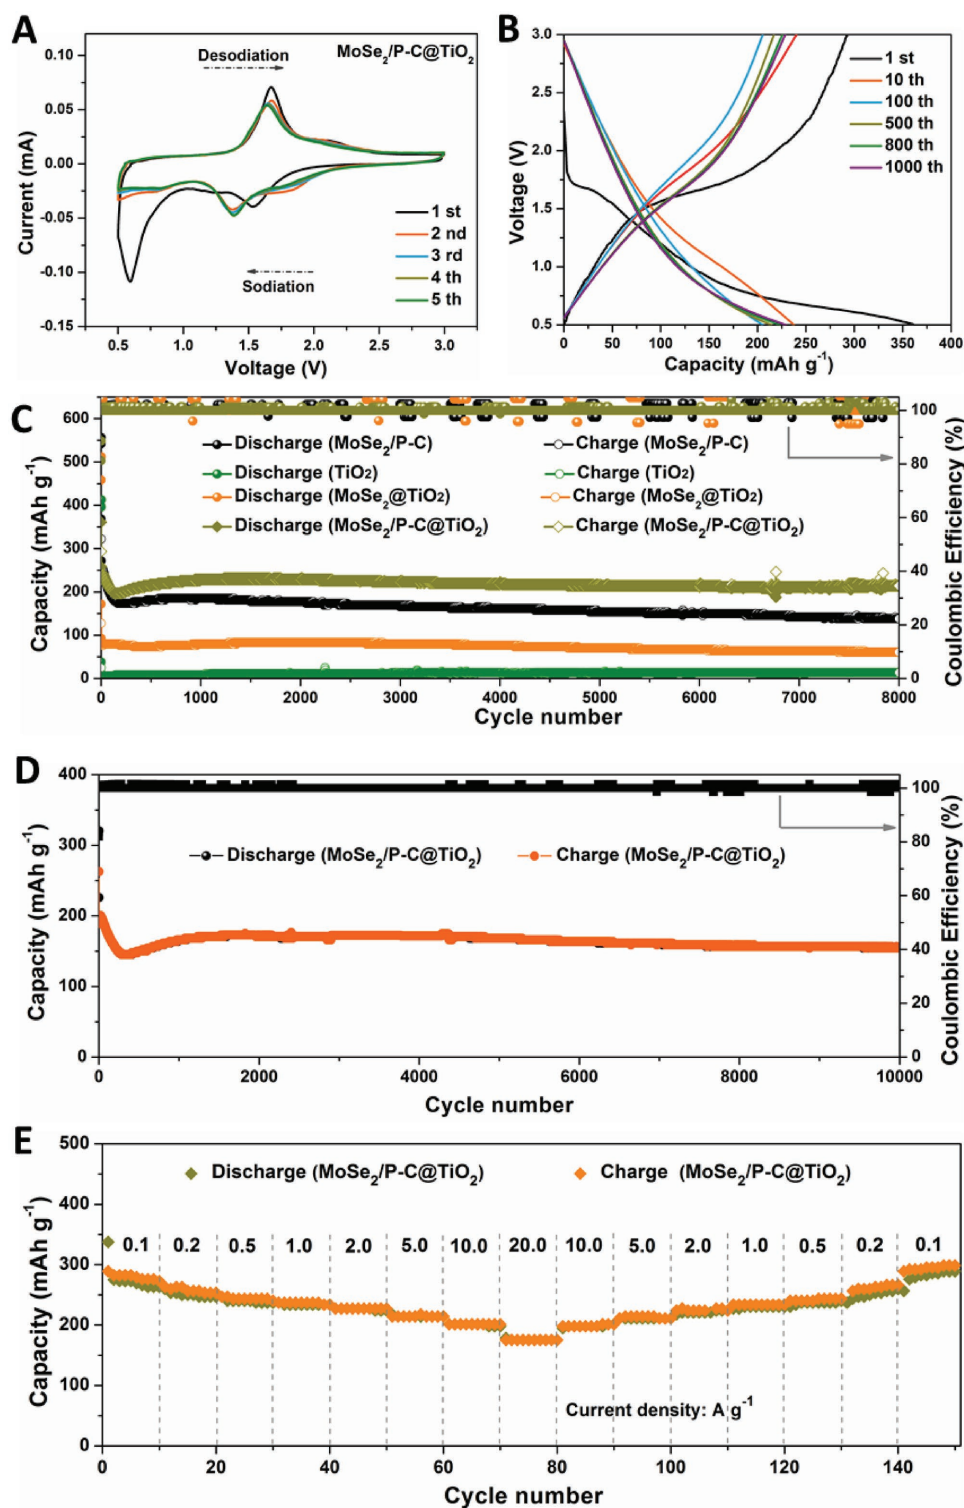 A
0.10
0.05
0.00
-0.05
-0.10
-0.15
Current (mA)
Desodiation
MoSe2/P-C@TiO2
1 st
2 nd
3 rd
4 th
5 th
Sodiation
0.5 1.0 1.5 2.0 2.5 3.0
Voltage (V)
B
3.0
2.5
2.0
1.5
1.0
0.5
Voltage (V)
1 st
10 th
100 th
500 th
800 th
1000 th
0 50 100 150 200 250 300 350 400
Capacity (mAh g-1)
C
600
550
500
450
400
350
300
250
200
150
100
50
0
Capacity (mAh g-1)
Discharge (MoSe2/P-C) Charge (MoSe2/P-C)
Discharge (TiO2) Charge (TiO2)
Discharge (MoSe2@TiO2) Charge (MoSe2@TiO2)
Discharge (MoSe2/P-C@TiO2) Charge (MoSe2/P-C@TiO2)
100
80
60
40
20
0
Coulombic Efficiency (%)
0 1000 2000 3000 4000 5000 6000 7000 8000
Cycle number
D
400
300
200
100
0
Capacity (mAh g-1)
Discharge (MoSe2/P-C@TiO2) Charge (MoSe2/P-C@TiO2)
100
80
60
40
20
0
Coulombic Efficiency (%)
0 2000 4000 6000 8000 10000
Cycle number
E
500
400
300
200
100
0
Capacity (mAh g-1)
Discharge (MoSe2/P-C@TiO2) Charge (MoSe2/P-C@TiO2)
0.1 0.2 0.5 1.0 2.0 5.0 10.0 20.0 10.0 5.0 2.0 1.0 0.5 0.2 0.1
Current density: A g-1
0 20 40 60 80 100 120 140
Cycle number